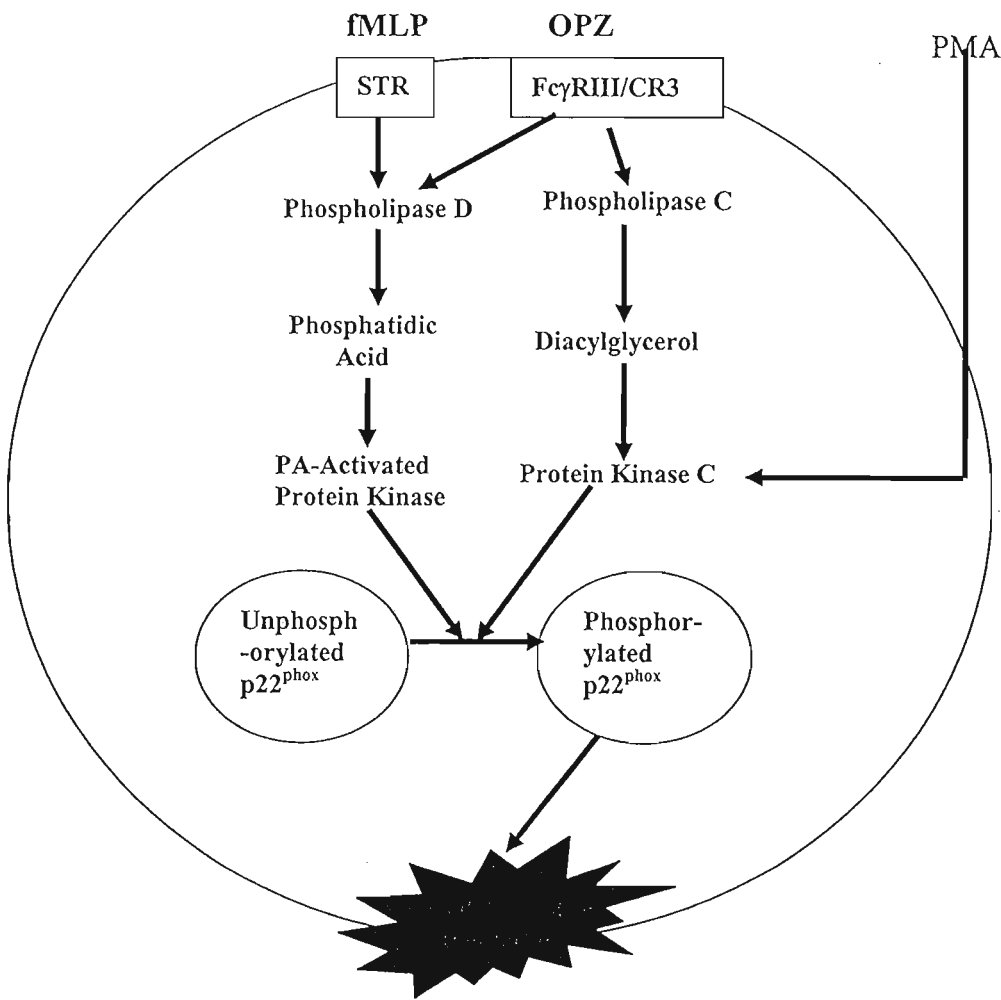 fMLP
OPZ
PMA
STR
FcγRIII/CR3
Phospholipase D
Phospholipase C
Phosphatidic
Acid
Diacylglycerol
PA-Activated
Protein Kinase
Protein Kinase C
Unphosph
-orylated
p22phox
Phosphor-
ylated
p22phox